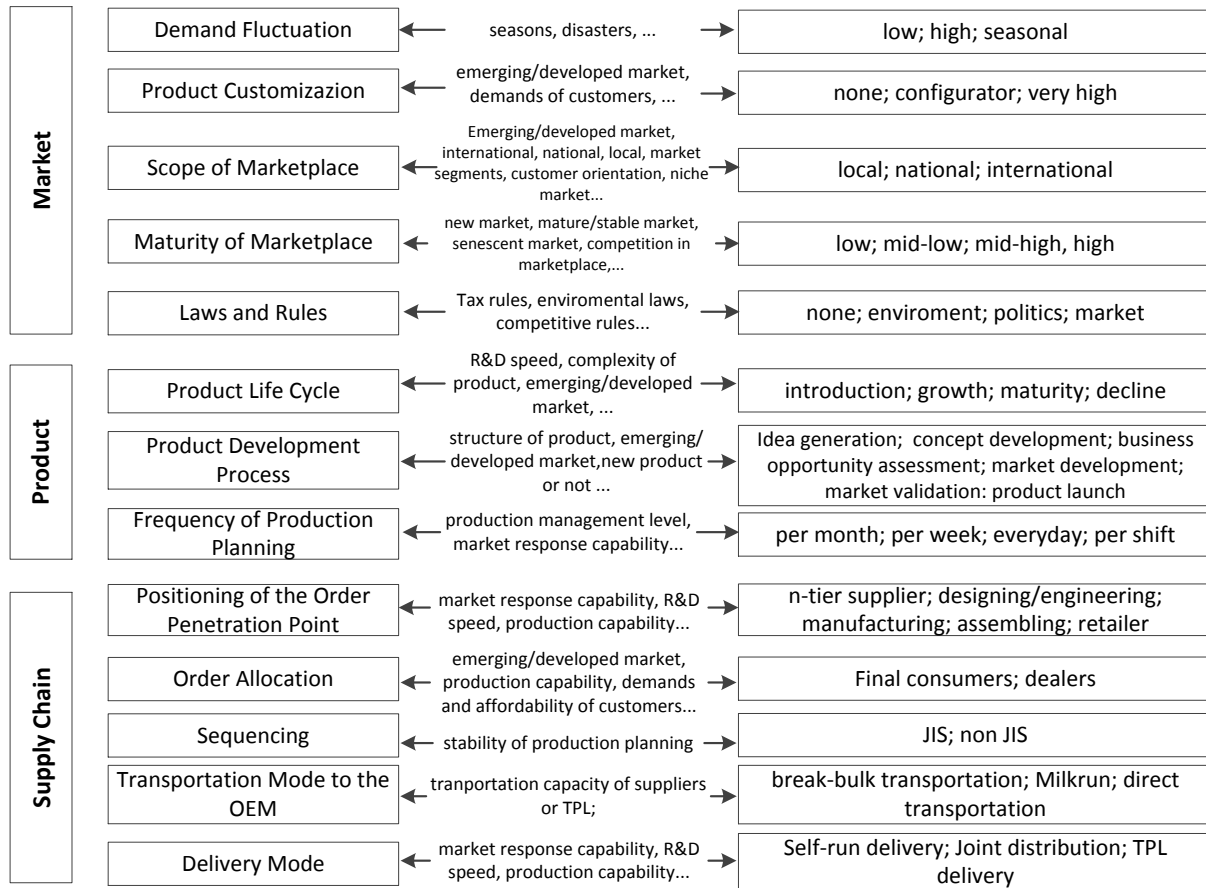 Market
Demand Fluctuation
seasons, disasters, ...
low; high; seasonal
Product Customizazion
emerging/developed market,
demands of customers, ...
none; configurator; very high
Scope of Marketplace
Emerging/developed market,
international, national, local, market
segments, customer orientation, niche
market...
local; national; international
Maturity of Marketplace
new market, mature/stable market,
senescent market, competition in
marketplace,...
low; mid-low; mid-high, high
Laws and Rules
Tax rules, enviromental laws,
competitive rules...
none; enviroment; politics; market
Product
Product Life Cycle
R&D speed, complexity of
product, emerging/developed
market, ...
introduction; growth; maturity; decline
Product Development
Process
structure of product, emerging/
developed market,new product
or not ...
Idea generation;  concept development; business
opportunity assessment; market development;
market validation: product launch
Frequency of Production
Planning
production management level,
market response capability...
per month; per week; everyday; per shift
Supply Chain
Positioning of the Order
Penetration Point
market response capability, R&D
speed, production capability...
n-tier supplier; designing/engineering;
manufacturing; assembling; retailer
Order Allocation
emerging/developed market,
production capability, demands
and affordability of customers...
Final consumers; dealers
Sequencing
stability of production planning
JIS; non JIS
Transportation Mode to the
OEM
tranportation capacity of suppliers
or TPL;
break-bulk transportation; Milkrun; direct
transportation
Delivery Mode
market response capability, R&D
speed, production capability...
Self-run delivery; Joint distribution; TPL
delivery